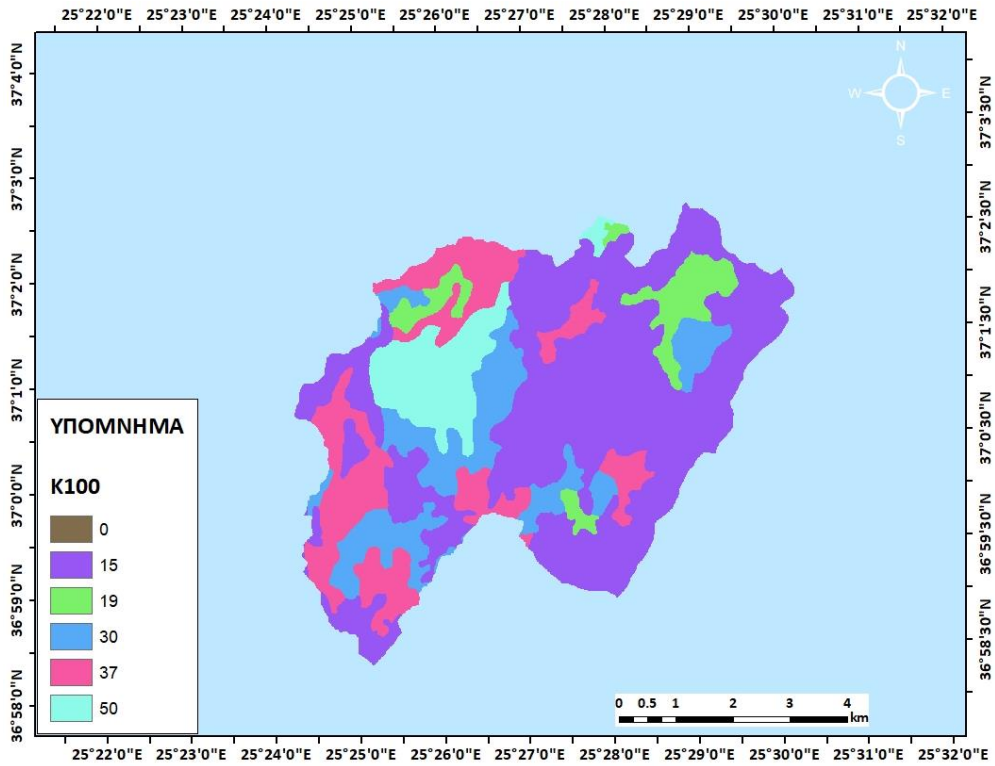 25°22'0"E 25°23'0"E 25°24'0"E 25°25'0"E 25°26'0"E 25°27'0"E 25°28'0"E 25°29'0"E 25°30'0"E 25°31'0"E 25°32'0"E
37°4'0"N
37°3'0"N
37°2'0"N
37°1'0"N
37°0'0"N
36°59'0"N
36°58'0"N
N
W E
S
37°3'30"N
37°2'30"N
37°1'30"N
37°0'30"N
36°59'30"N
36°58'30"N
ΥΠΟΜΝΗΜΑ
K100
0
15
19
30
37
50
0 0.5 1 2 3 4
km
25°22'0"E 25°23'0"E 25°24'0"E 25°25'0"E 25°26'0"E 25°27'0"E 25°28'0"E 25°29'0"E 25°30'0"E 25°31'0"E 25°32'0"E